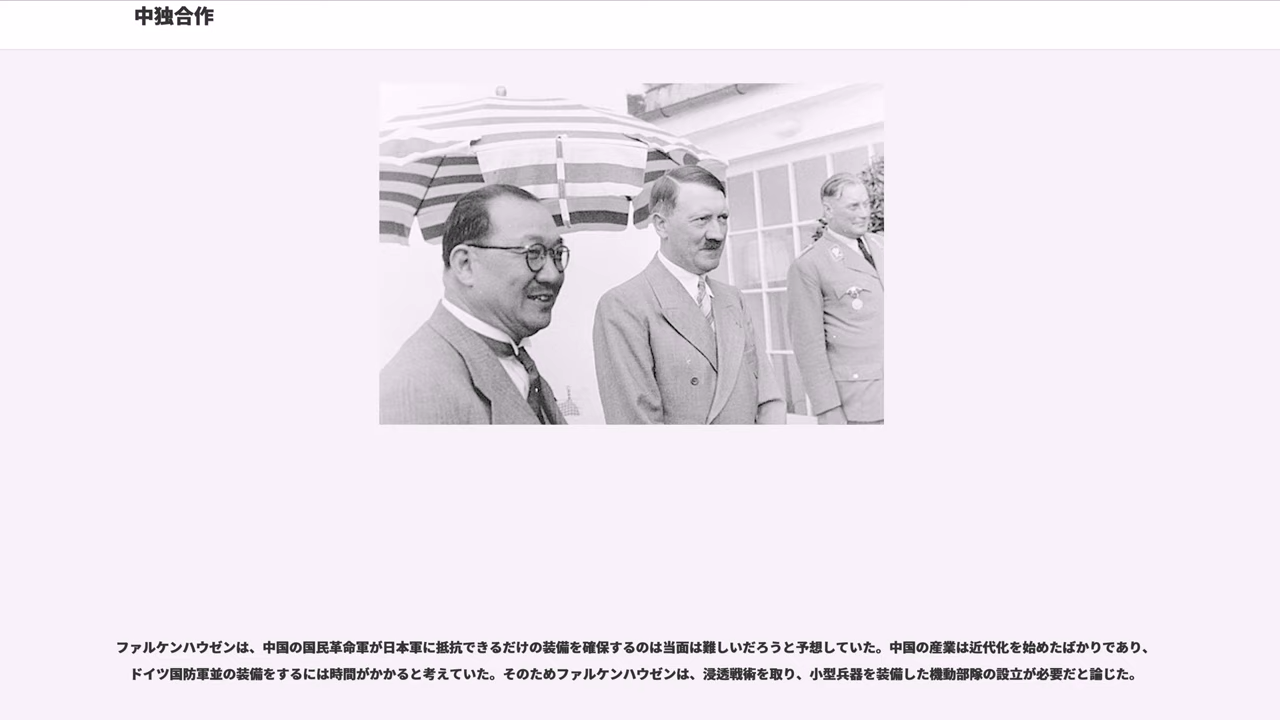 中独合作
ファルケンハウゼンは、中国の国民革命軍が日本軍に抵抗できるだけの装備を確保するのは当面は難しいだろうと予想していた。中国の産業は近代化を始めたばかりであり、
ドイツ国防軍並の装備をするには時間がかかると考えていた。そのためファルケンハウゼンは、浸透戦術を取り、小型兵器を装備した機動部隊の設立が必要だと論じた。